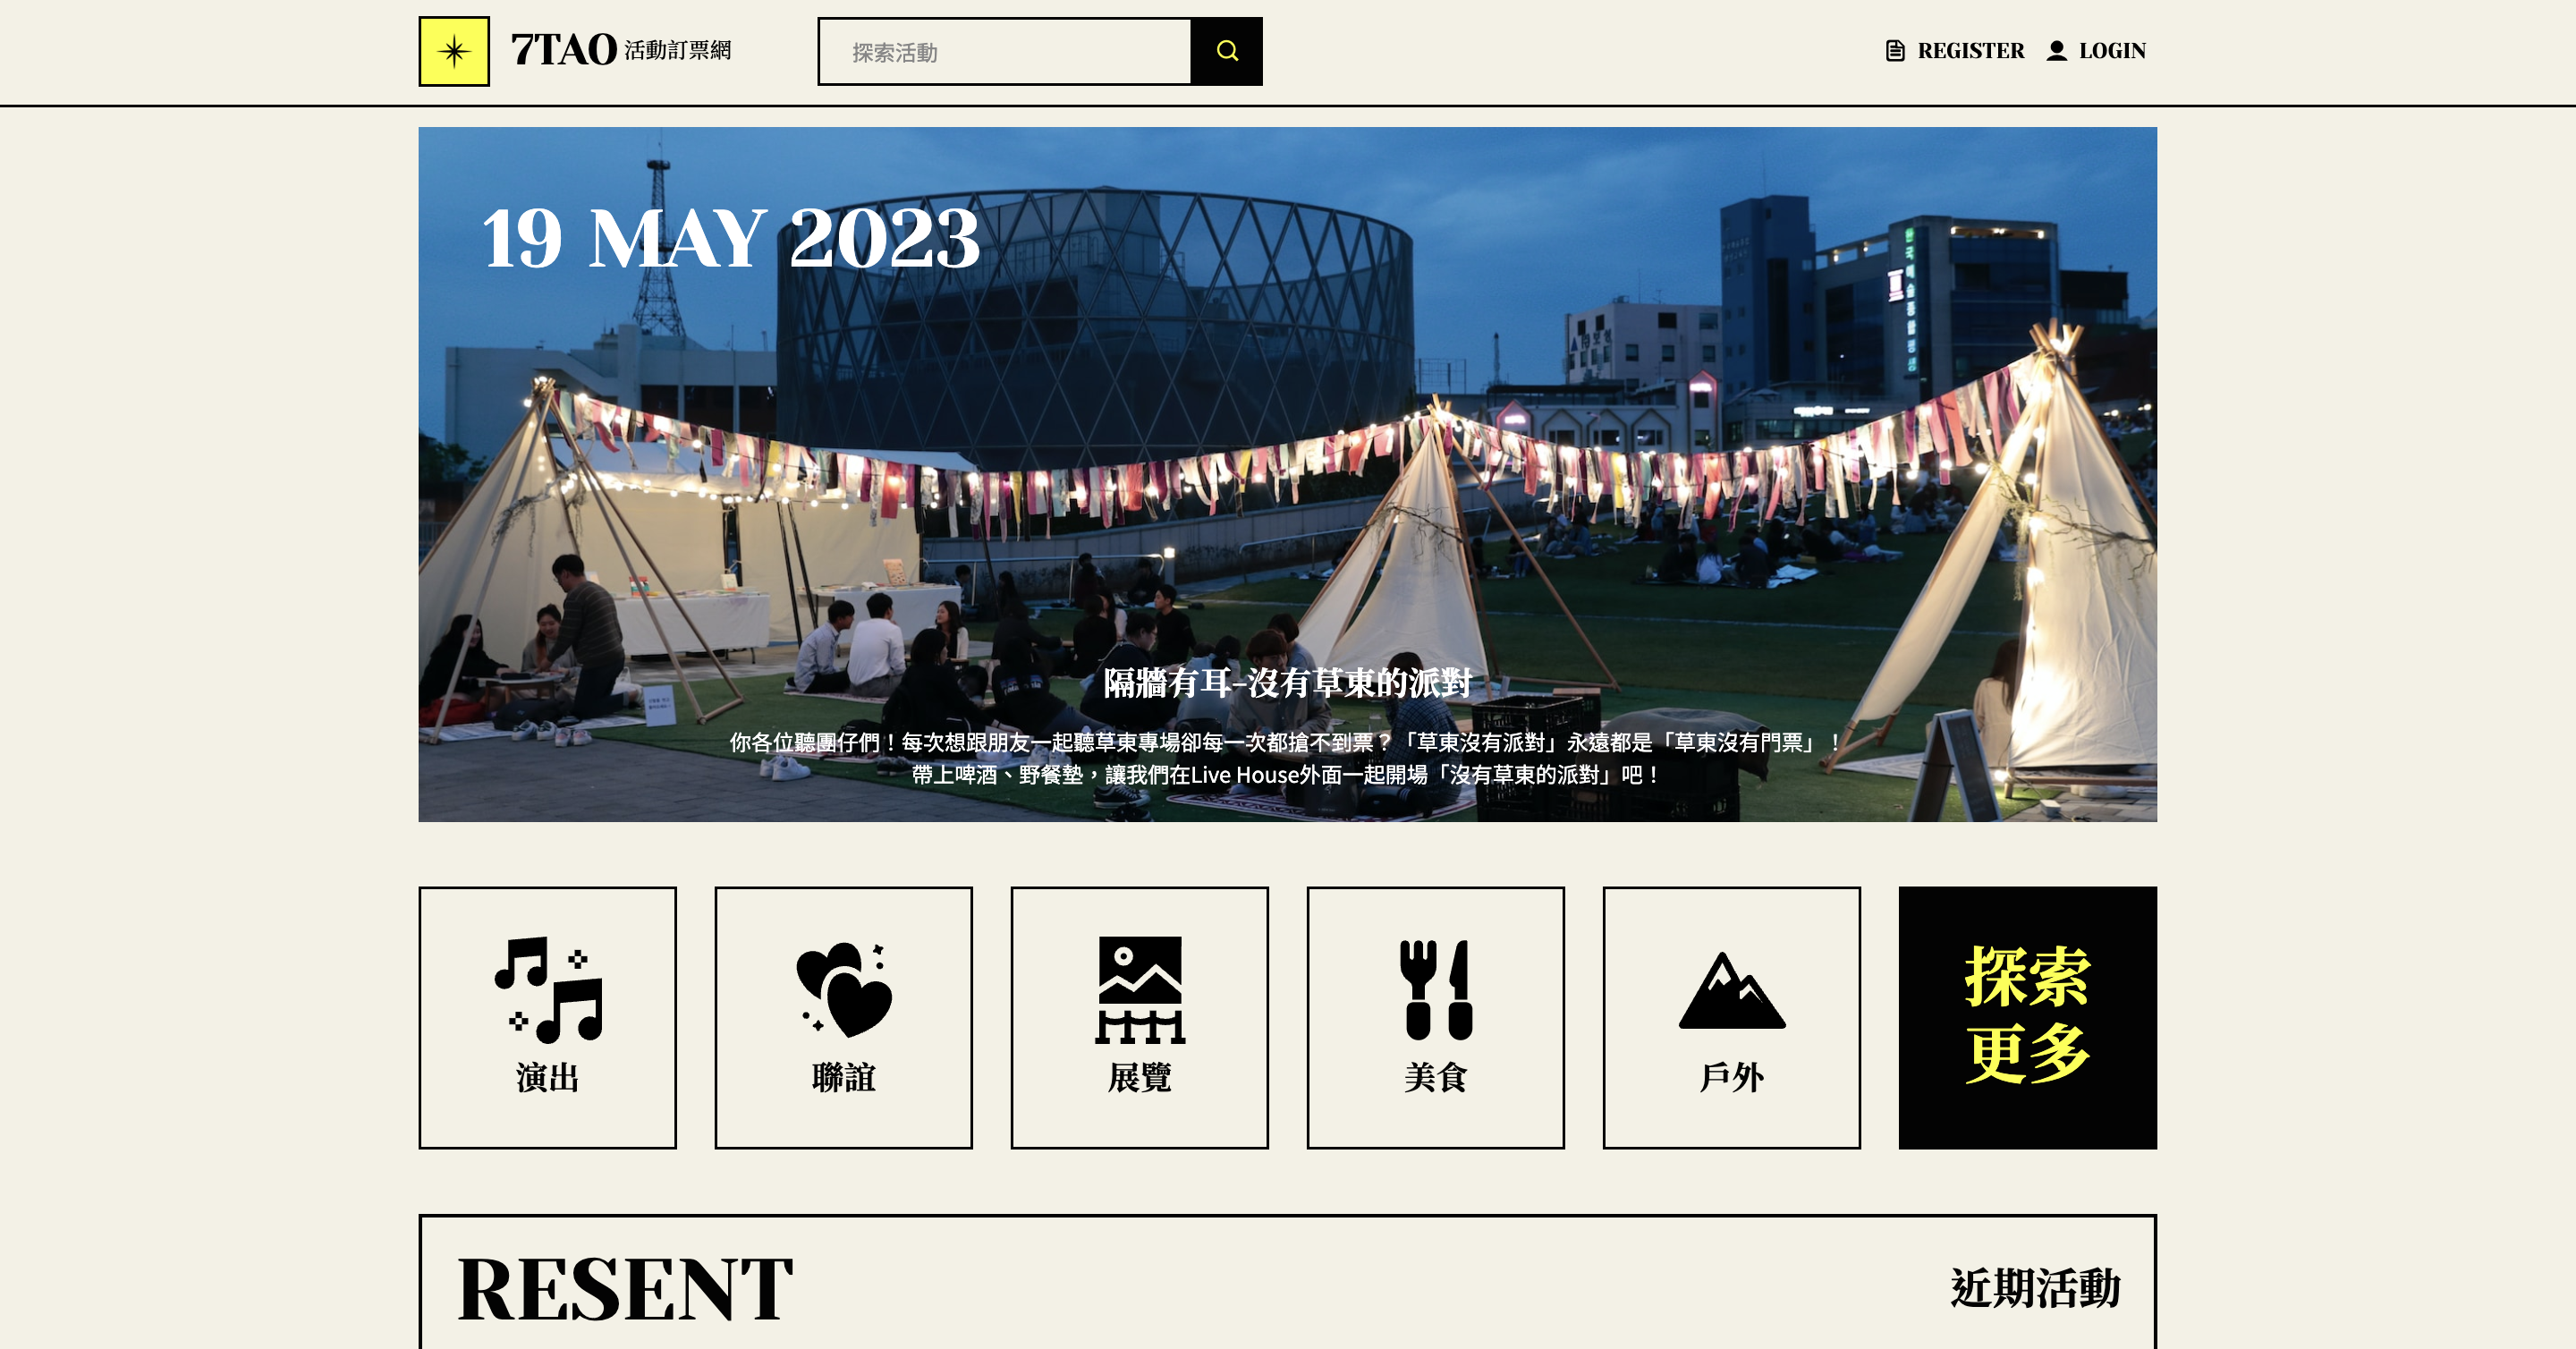 7TAO 活動訂票網
探索活動
REGISTER
LOGIN
19 MAY 2023
隔牆有耳-沒有草東的派對
你各位聽團仔們！每次想跟朋友一起聽草東專場卻每一次都搶不到票？「草東沒有派對」永遠都是「草東沒有門票」！
帶上啤酒、野餐墊，讓我們在Live House外面一起開場「沒有草東的派對」吧！
演出
聯誼
展覽
美食
戶外
探索
更多
RESENT
近期活動